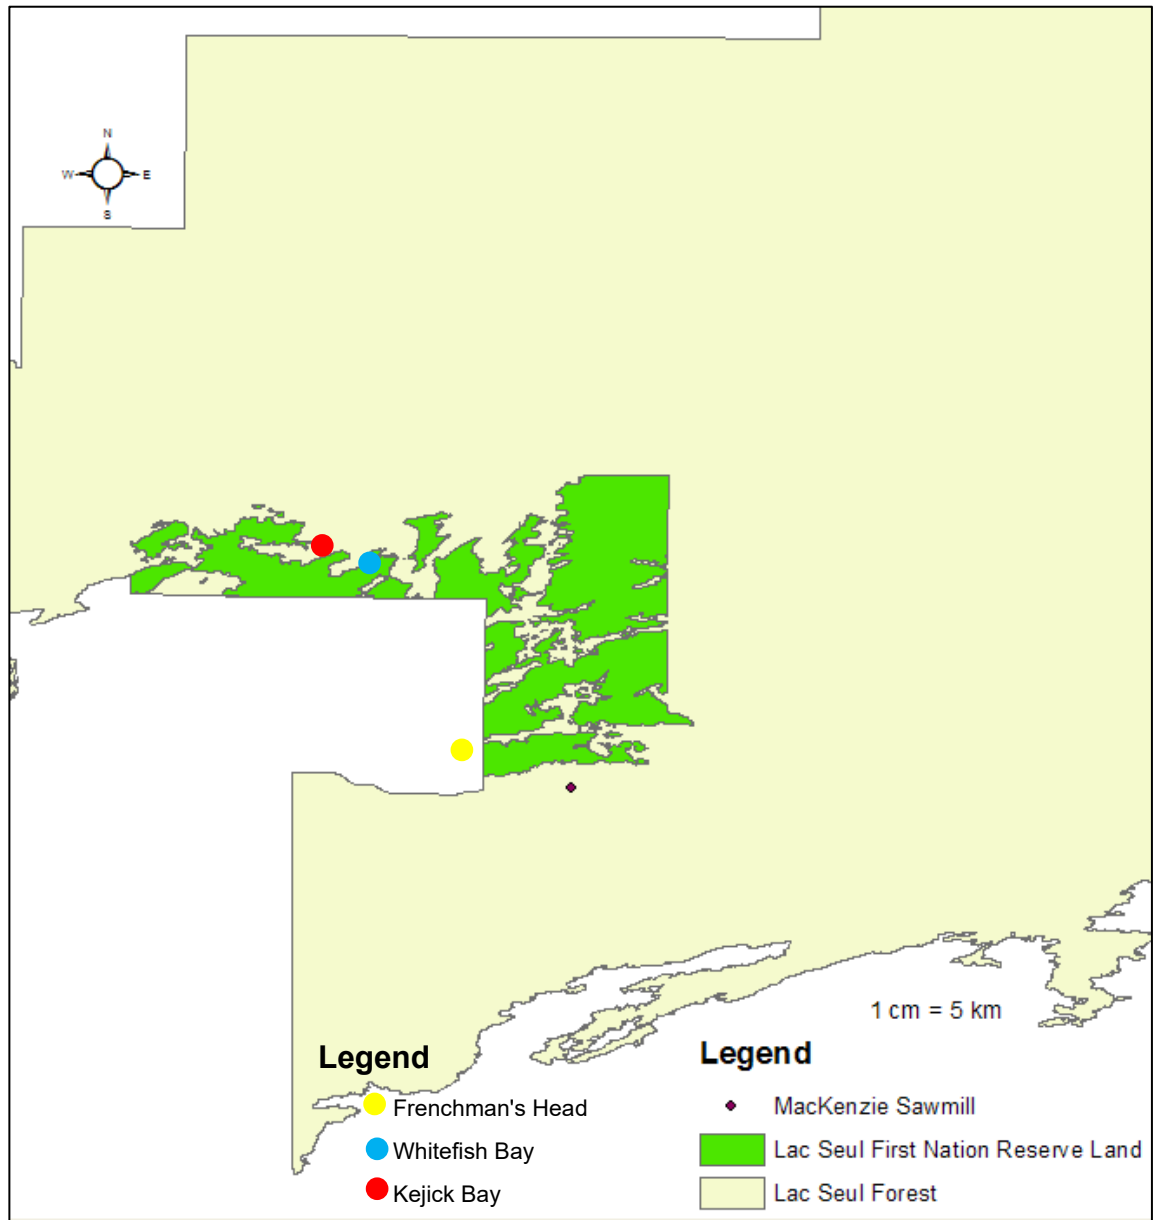 N
W E
S
1 cm = 5 km
Legend
Frenchman's Head
Whitefish Bay
Kejick Bay
Legend
MacKenzie Sawmill
Lac Seul First Nation Reserve Land
Lac Seul Forest